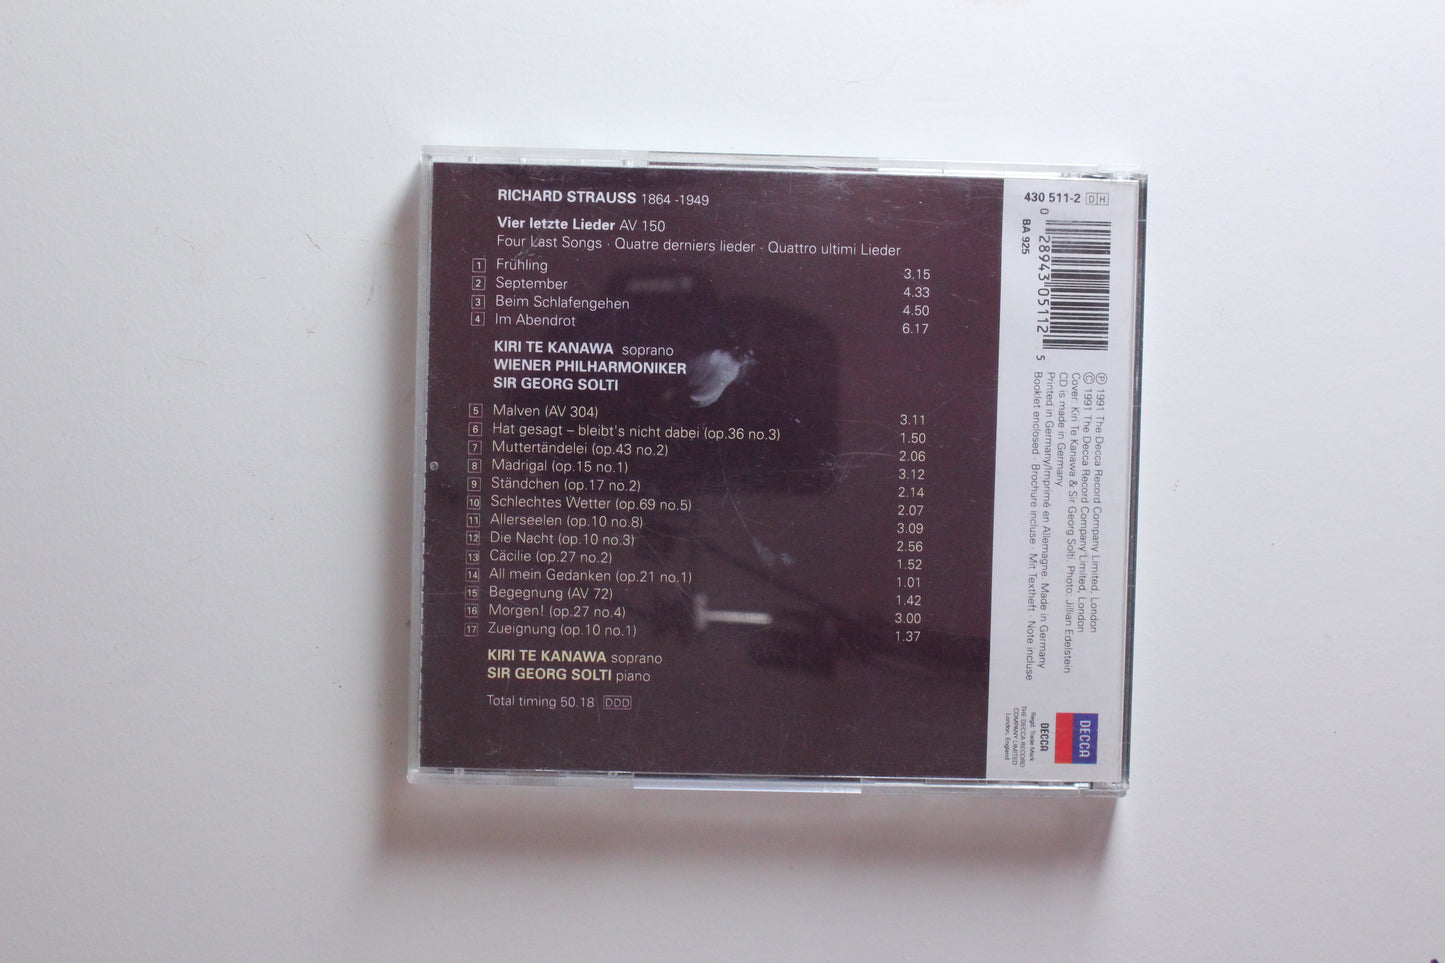 RICHARD STRAUSS 1864 -1949
Vier letzte Lieder AV 150
Four Last Songs · Quatre derniers lieder · Quattro ultimi Lieder
1 Frühling 3.15
2 September 4.33
3 Beim Schlafengehen 4.50
4 Im Abendrot 6.17
KIRI TE KANAWA soprano
WIENER PHILHARMONIKER
SIR GEORG SOLTI
5 Malven (AV 304) 3.11
6 Hat gesagt – bleibt's nicht dabei (op.36 no.3) 1.50
7 Muttertändelei (op.43 no.2) 2.06
8 Madrigal (op.15 no.1) 3.12
9 Ständchen (op.17 no.2) 2.14
10 Schlechtes Wetter (op.69 no.5) 2.07
11 Allerseelen (op.10 no.8) 3.09
12 Die Nacht (op.10 no.3) 2.56
13 Cäcilie (op.27 no.2) 1.52
14 All mein Gedanken (op.21 no.1) 1.01
15 Begegnung (AV 72) 1.42
16 Morgen! (op.27 no.4) 3.00
17 Zueignung (op.10 no.1) 1.37
KIRI TE KANAWA soprano
SIR GEORG SOLTI piano
Total timing 50.18 DDD
430 511-2 DH
0 28943 05112 5
BA 925
℗ 1991 The Decca Record Company Limited, London
© 1991 The Decca Record Company Limited, London
Cover: Kiri Te Kanawa & Sir Georg Solti. Photo: Jillian Edelstein
CD is made in Germany
Printed in Germany/Imprimé en Allemagne. Made in Germany
Booklet enclosed · Brochure incluse · Mit Textheft · Note incluse
DECCA
DECCA
Regd. Trade Mark
THE DECCA RECORD
COMPANY LIMITED
London, England